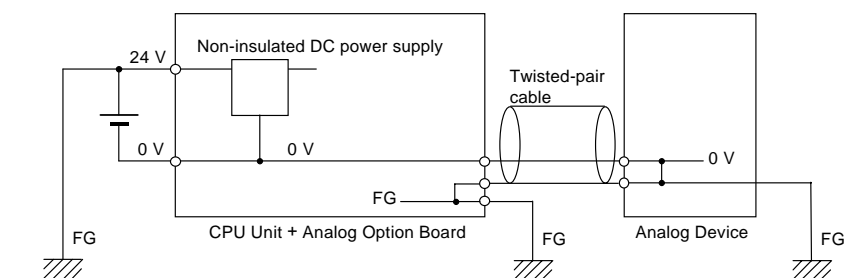 Non-insulated DC power supply
24 V
Twisted-pair
cable
0 V
0 V
0 V
FG
CPU Unit + Analog Option Board
Analog Device
FG
FG
FG